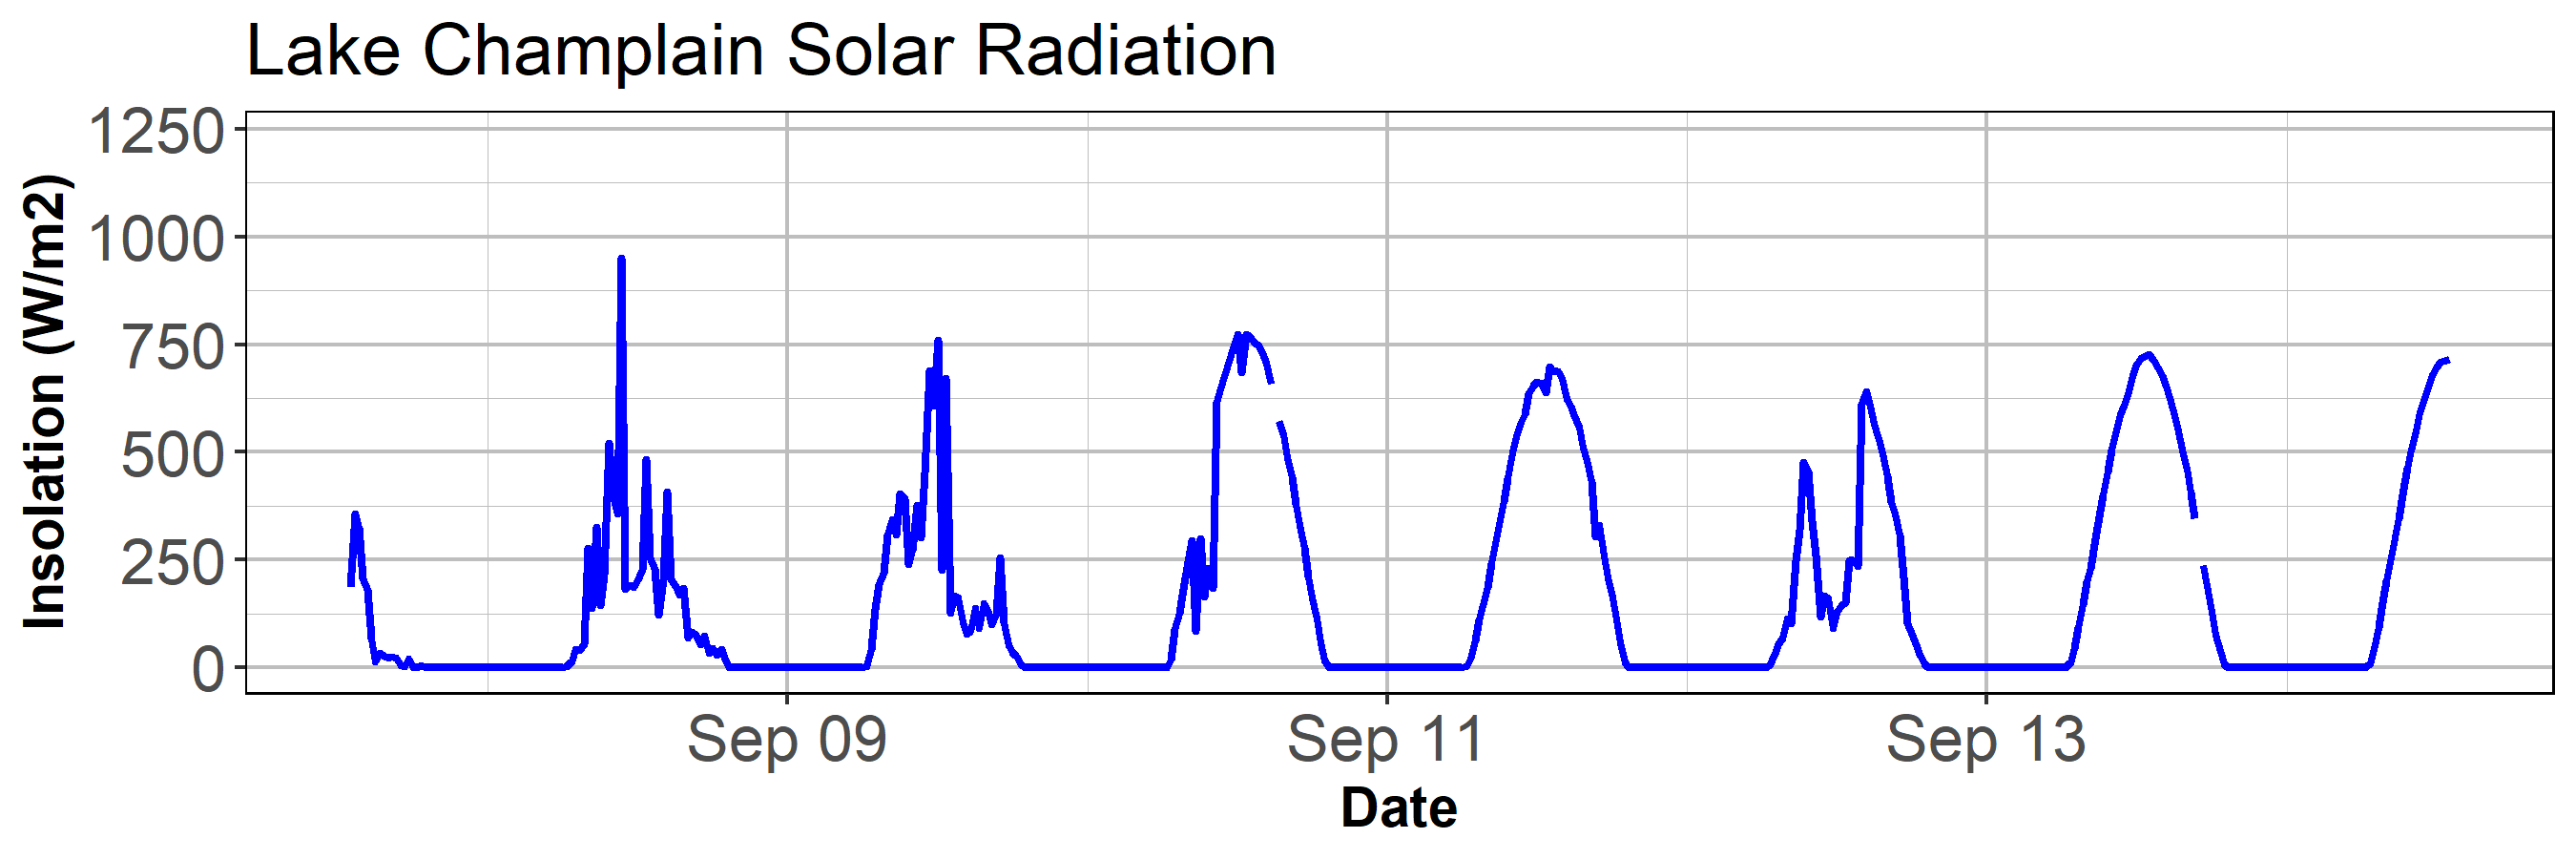 Lake Champlain Solar Radiation
1250
1000
750
500
250
0
Insolation (W/m2)
Sep 09 Sep 11 Sep 13
Date